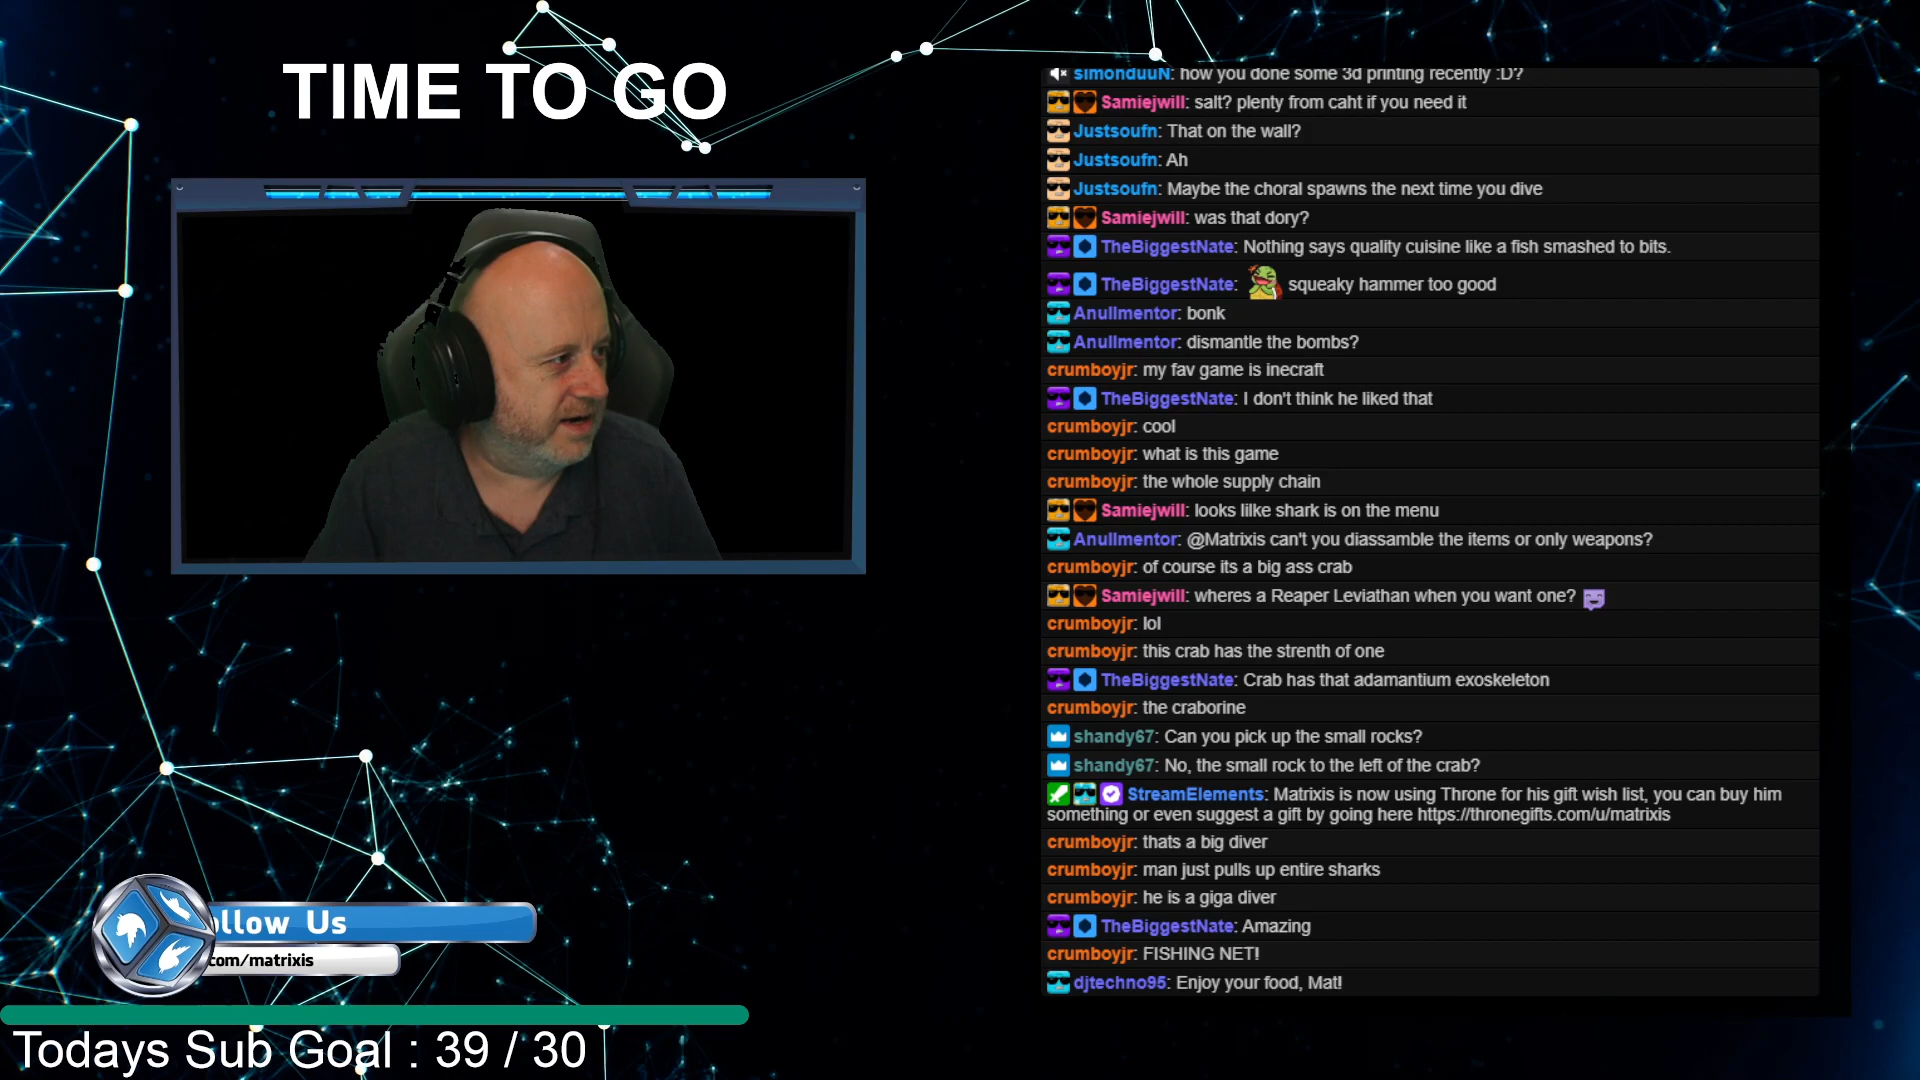 TIME TO GO
simonduuN: how you done some 3d printing recently :D?
Samiejwill: salt? plenty from caht if you need it
Justsoufn: That on the wall?
Justsoufn: Ah
Justsoufn: Maybe the choral spawns the next time you dive
Samiejwill: was that dory?
TheBiggestNate: Nothing says quality cuisine like a fish smashed to bits.
TheBiggestNate: squeaky hammer too good
Anullmentor: bonk
Anullmentor: dismantle the bombs?
crumboyjr: my fav game is inecraft
TheBiggestNate: I don't think he liked that
crumboyjr: cool
crumboyjr: what is this game
crumboyjr: the whole supply chain
Samiejwill: looks lilke shark is on the menu
Anullmentor: @Matrixis can't you diassamble the items or only weapons?
crumboyjr: of course its a big ass crab
Samiejwill: wheres a Reaper Leviathan when you want one?
crumboyjr: lol
crumboyjr: this crab has the strenth of one
TheBiggestNate: Crab has that adamantium exoskeleton
crumboyjr: the craborine
shandy67: Can you pick up the small rocks?
shandy67: No, the small rock to the left of the crab?
StreamElements: Matrixis is now using Throne for his gift wish list, you can buy him
something or even suggest a gift by going here https://thronegifts.com/u/matrixis
crumboyjr: thats a big diver
crumboyjr: man just pulls up entire sharks
crumboyjr: he is a giga diver
TheBiggestNate: Amazing
crumboyjr: FISHING NET!
djtechno95: Enjoy your food, Mat!
ollow Us
com/matrixis
Todays Sub Goal : 39 / 30